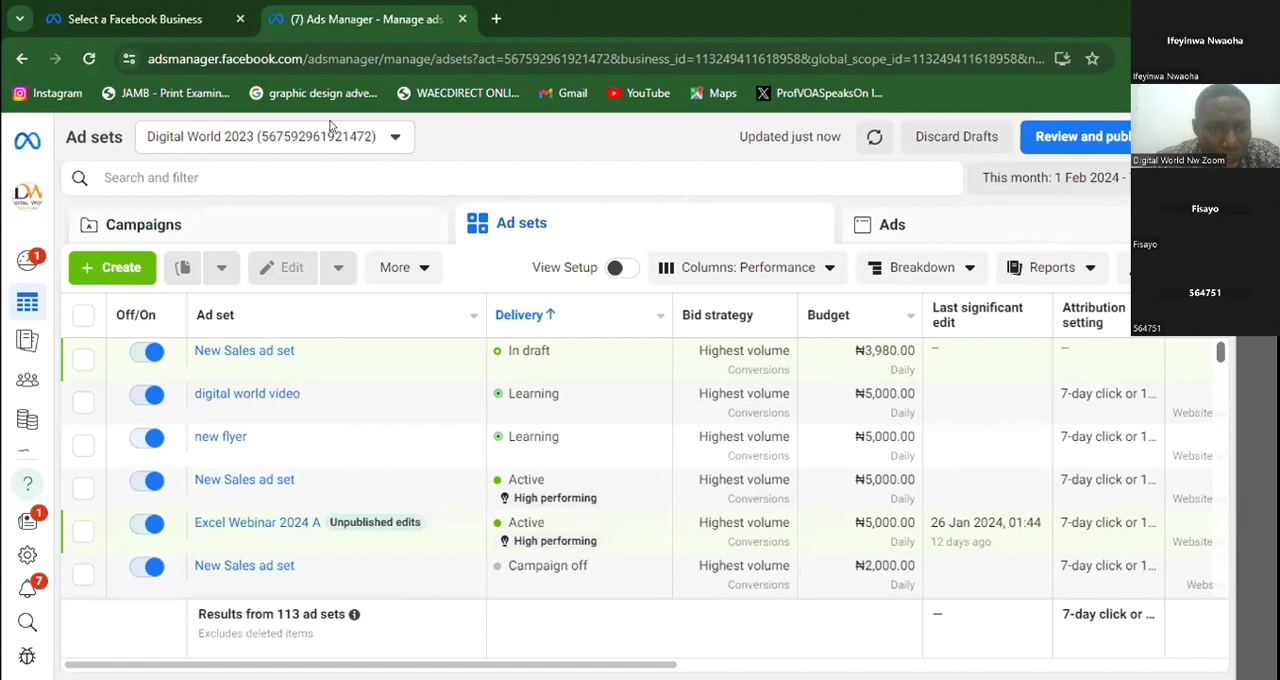 Select a Facebook Business
(7) Ads Manager - Manage ads
adsmanager.facebook.com/adsmanager/manage/adsets?act=567592961921472&business_id=113249411618958&global_scope_id=113249411618958&n...
Instagram
JAMB - Print Examin...
graphic design adve...
WAECDIRECT ONLI...
Gmail
YouTube
Maps
ProfVOASpeaksOn I...
Ifeyinwa Nwaoha
Ifeyinwa Nwaoha
Digital World Nw Zoom
Fisayo
Fisayo
564751
564751
Ad sets
Digital World 2023 (567592961921472)
Updated just now
Discard Drafts
Review and publ
Search and filter
This month: 1 Feb 2024 -
Campaigns
Ad sets
Ads
+ Create
Edit
More
View Setup
Columns: Performance
Breakdown
Reports
Off/On
Ad set
Delivery ↑
Bid strategy
Budget
Last significant
edit
Attribution
setting
New Sales ad set
In draft
Highest volume
Conversions
₦3,980.00
Daily
–
–
digital world video
Learning
Highest volume
Conversions
₦5,000.00
Daily
7-day click or 1...
Website
new flyer
Learning
Highest volume
Conversions
₦5,000.00
Daily
7-day click or 1...
Website
New Sales ad set
Active
High performing
Highest volume
Conversions
₦5,000.00
Daily
7-day click or 1...
Website
Excel Webinar 2024 A
Unpublished edits
Active
High performing
Highest volume
Conversions
₦5,000.00
Daily
26 Jan 2024, 01:44
12 days ago
7-day click or 1...
Website
New Sales ad set
Campaign off
Highest volume
Conversions
₦2,000.00
Daily
7-day click or 1...
Webs
Results from 113 ad sets
Excludes deleted items
–
7-day click or ...
1
1
7